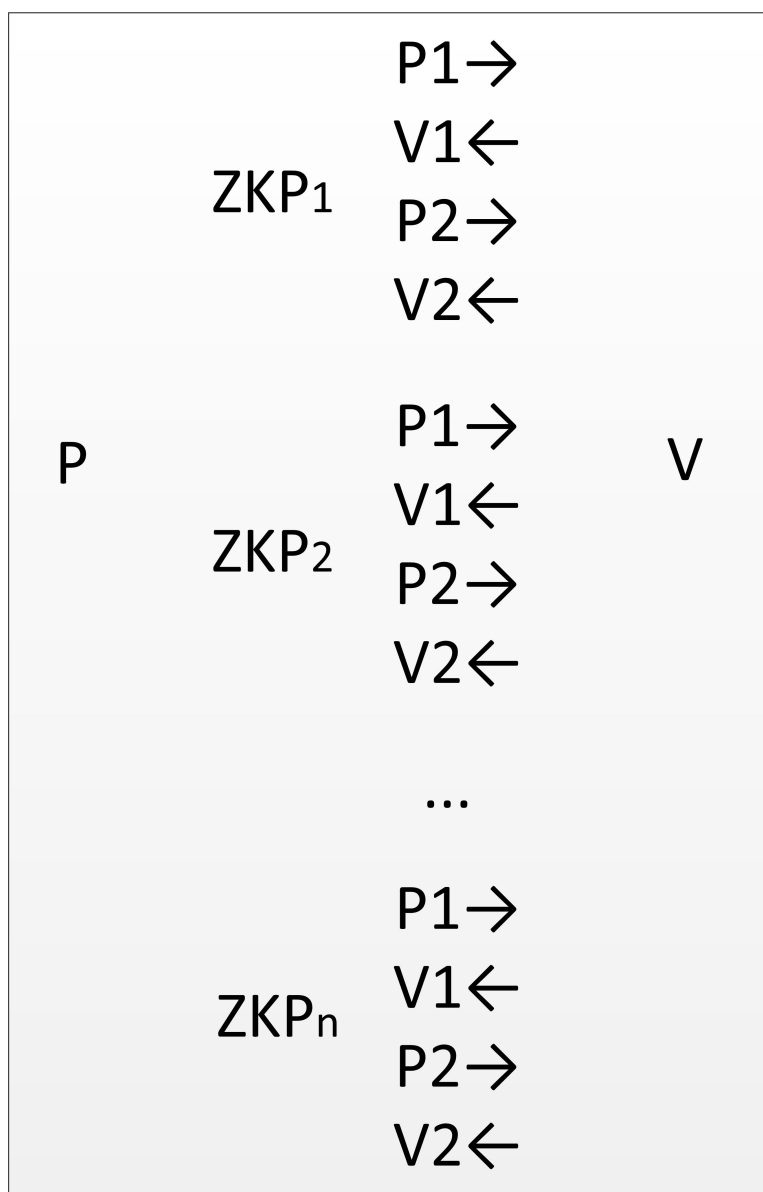 P1→
V1←
ZKP₁
P2→
V2←
P1→
P
V
V1←
ZKP₂
P2→
V2←
...
P1→
V1←
ZKPₙ
P2→
V2←